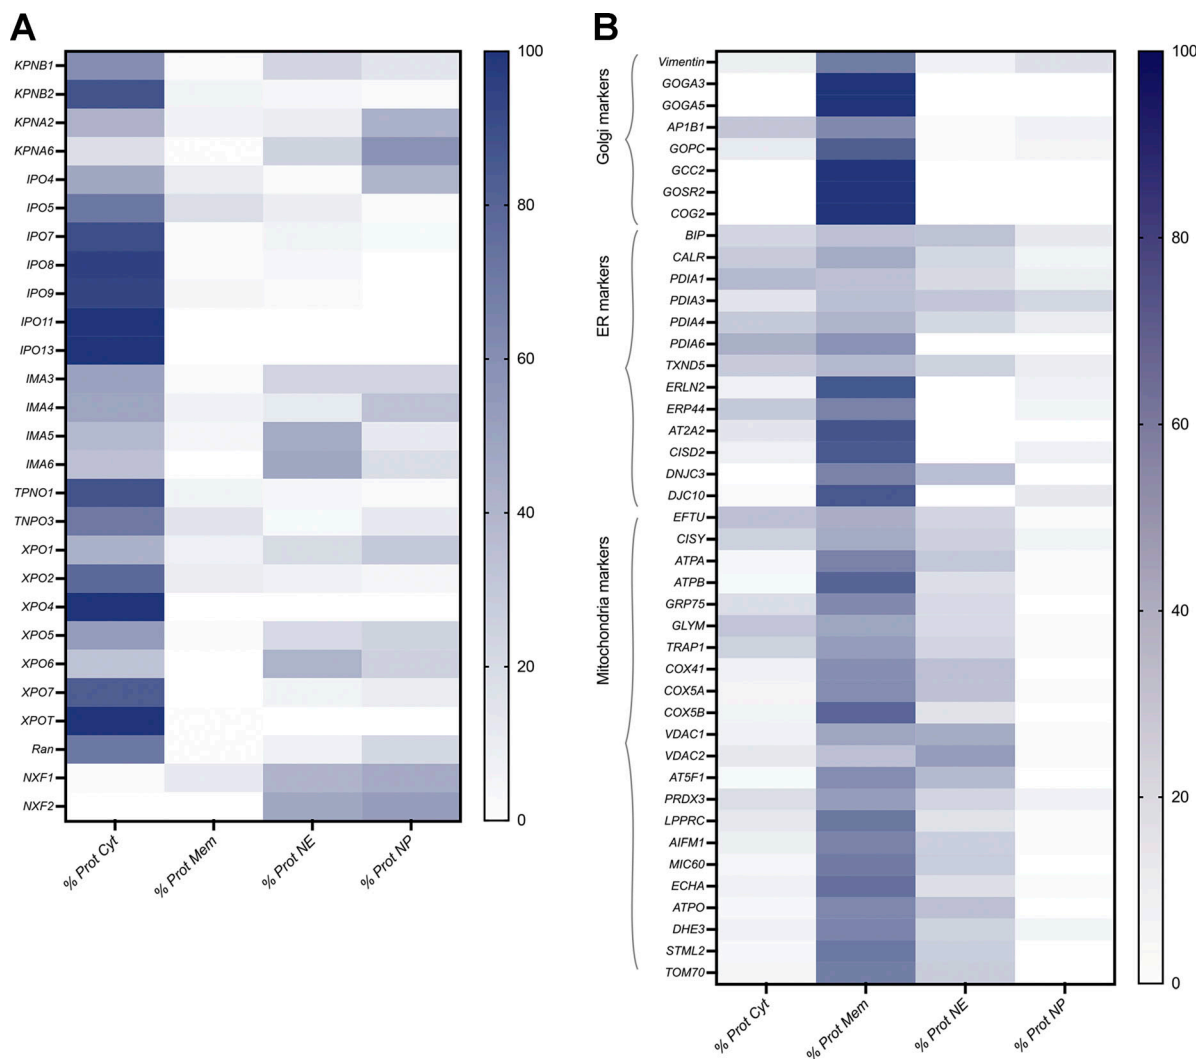 A
KPNB1
KPNB2
KPNA2
KPNA6
IPO4
IPO5
IPO7
IPO8
IPO9
IPO11
IPO13
IMA3
IMA4
IMA5
IMA6
TPNO1
TNPO3
XPO1
XPO2
XPO4
XPO5
XPO6
XPO7
XPOT
Ran
NXF1
NXF2
% Prot Cyt
% Prot Mem
% Prot NE
% Prot NP
100
80
60
40
20
0
B
Golgi markers
ER markers
Mitochondria markers
Vimentin
GOGA3
GOGA5
AP1B1
GOPC
GCC2
GOSR2
COG2
BIP
CALR
PDIA1
PDIA3
PDIA4
PDIA6
TXND5
ERLN2
ERP44
AT2A2
CISD2
DNJC3
DJC10
EFTU
CISY
ATPA
ATPB
GRP75
GLYM
TRAP1
COX41
COX5A
COX5B
VDAC1
VDAC2
AT5F1
PRDX3
LPPRC
AIFM1
MIC60
ECHA
ATPO
DHE3
STML2
TOM70
% Prot Cyt
% Prot Mem
% Prot NE
% Prot NP
100
80
60
40
20
0